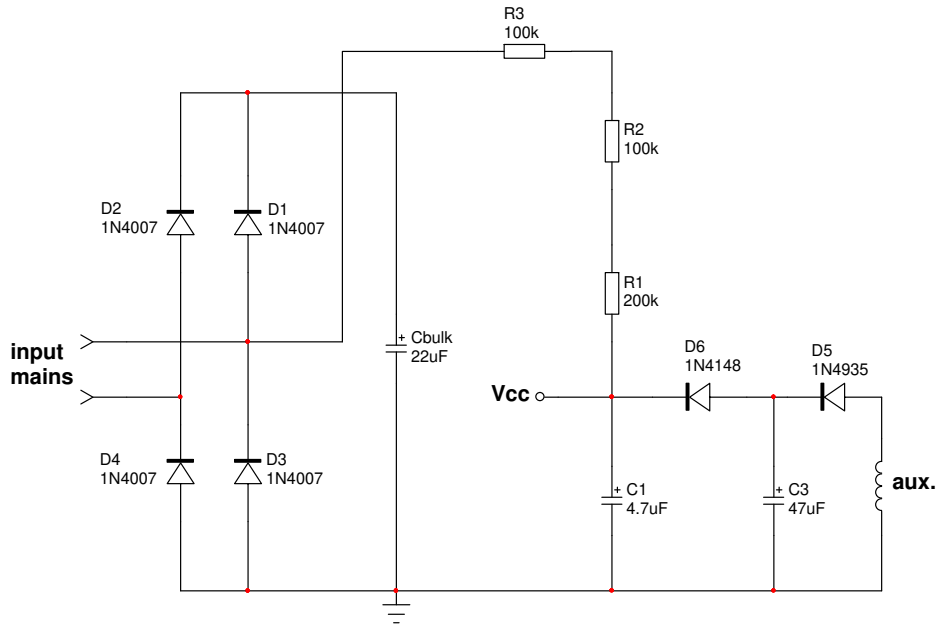 R3
100k
R2
100k
D2
1N4007
D1
1N4007
R1
200k
input
mains
Cbulk
22uF
D6
1N4148
D5
1N4935
Vcc
D4
1N4007
D3
1N4007
+ C1
4.7uF
+ C3
47uF
aux.